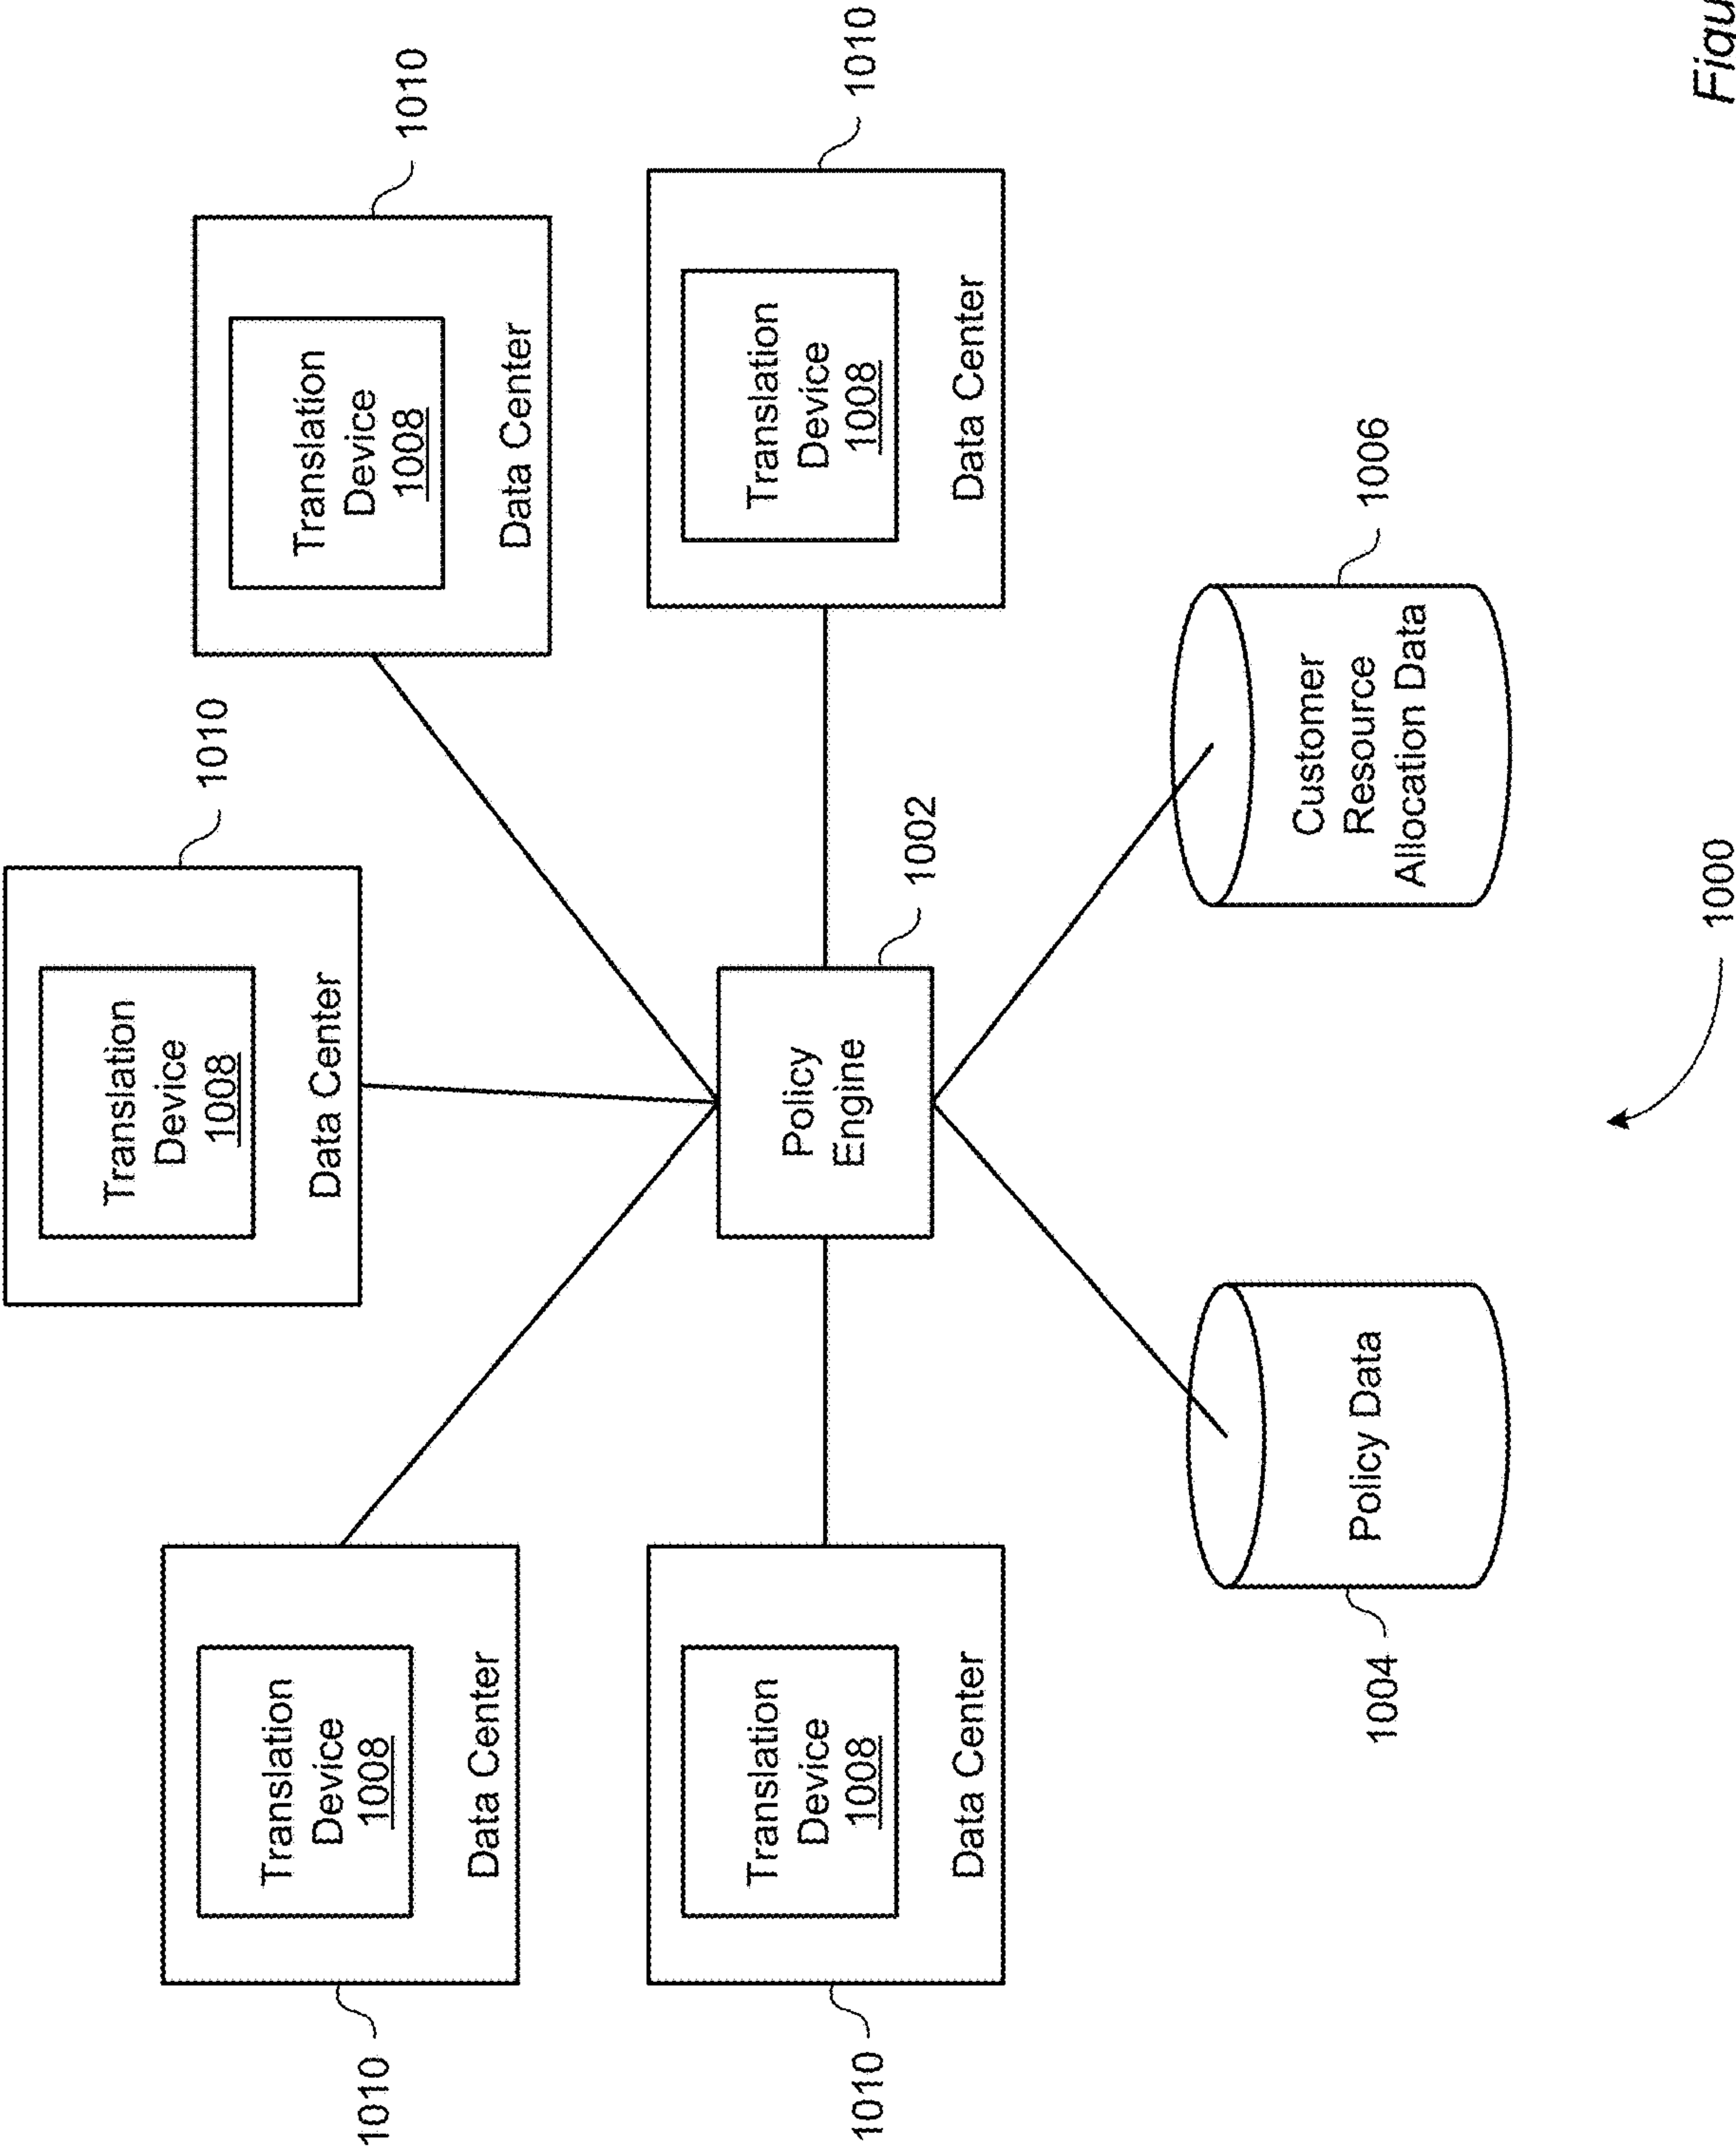 Translation
Device
1008
Data Center
1010
Translation
Device
1008
Data Center
1010
Translation
Device
1008
Data Center
1010
Translation
Device
1008
Data Center
1010
Policy
Engine
1002
Translation
Device
1008
Data Center
1010
Policy Data
1004
Customer
Resource
Allocation Data
1006
1000
Figu